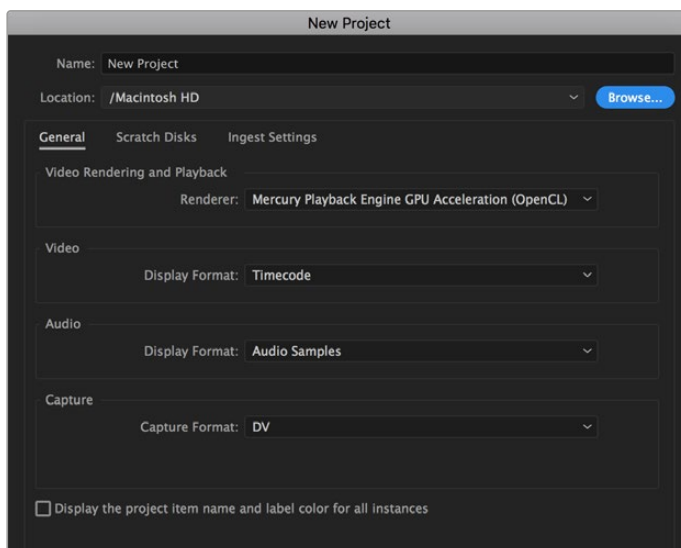 New Project
Name: New Project
Location: /Macintosh HD
Browse...
General Scratch Disks Ingest Settings
Video Rendering and Playback
Renderer: Mercury Playback Engine GPU Acceleration (OpenCL)
Video
Display Format: Timecode
Audio
Display Format: Audio Samples
Capture
Capture Format: DV
Display the project item name and label color for all instances